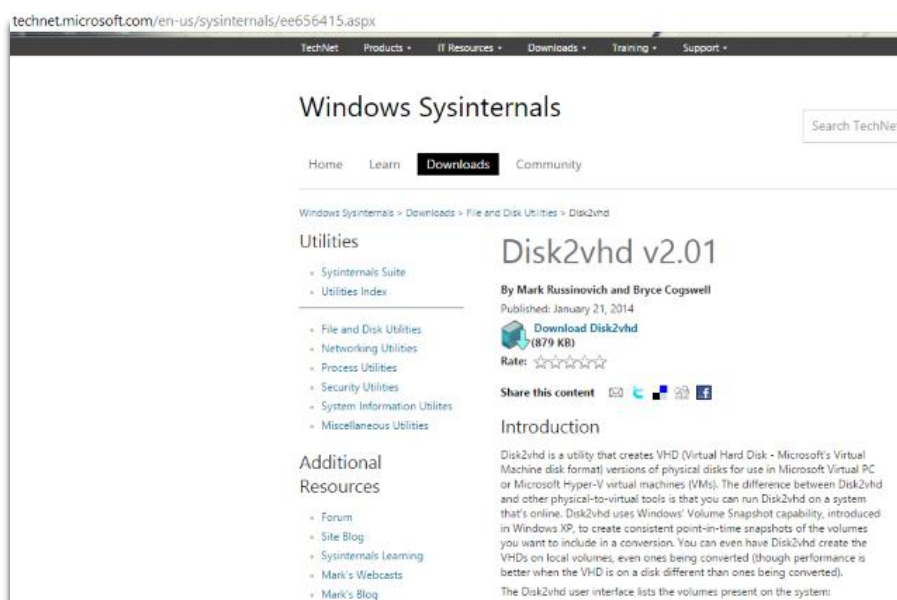 technet.microsoft.com/en-us/sysinternals/ee656415.aspx
TechNet Products IT Resources Downloads Training Support
Windows Sysinternals
Search TechNe
Home Learn Downloads Community
Windows Sysinternals > Downloads > File and Disk Utilities > Disk2vhd
Utilities
Sysinternals Suite
Utilities Index
File and Disk Utilities
Networking Utilities
Process Utilities
Security Utilities
System Information Utilites
Miscellaneous Utilities
Additional
Resources
Forum
Site Blog
Sysinternals Learning
Mark's Webcasts
Mark's Blog
Disk2vhd v2.01
By Mark Russinovich and Bryce Cogswell
Published: January 21, 2014
Download Disk2vhd
(879 KB)
Rate:
Share this content
Introduction
Disk2vhd is a utility that creates VHD (Virtual Hard Disk - Microsoft's Virtual
Machine disk format) versions of physical disks for use in Microsoft Virtual PC
or Microsoft Hyper-V virtual machines (VMs). The difference between Disk2vhd
and other physical-to-virtual tools is that you can run Disk2vhd on a system
that's online. Disk2vhd uses Windows' Volume Snapshot capability, introduced
in Windows XP, to create consistent point-in-time snapshots of the volumes
you want to include in a conversion. You can even have Disk2vhd create the
VHDs on local volumes, even ones being converted (though performance is
better when the VHD is on a disk different than ones being converted).
The Disk2vhd user interface lists the volumes present on the system: